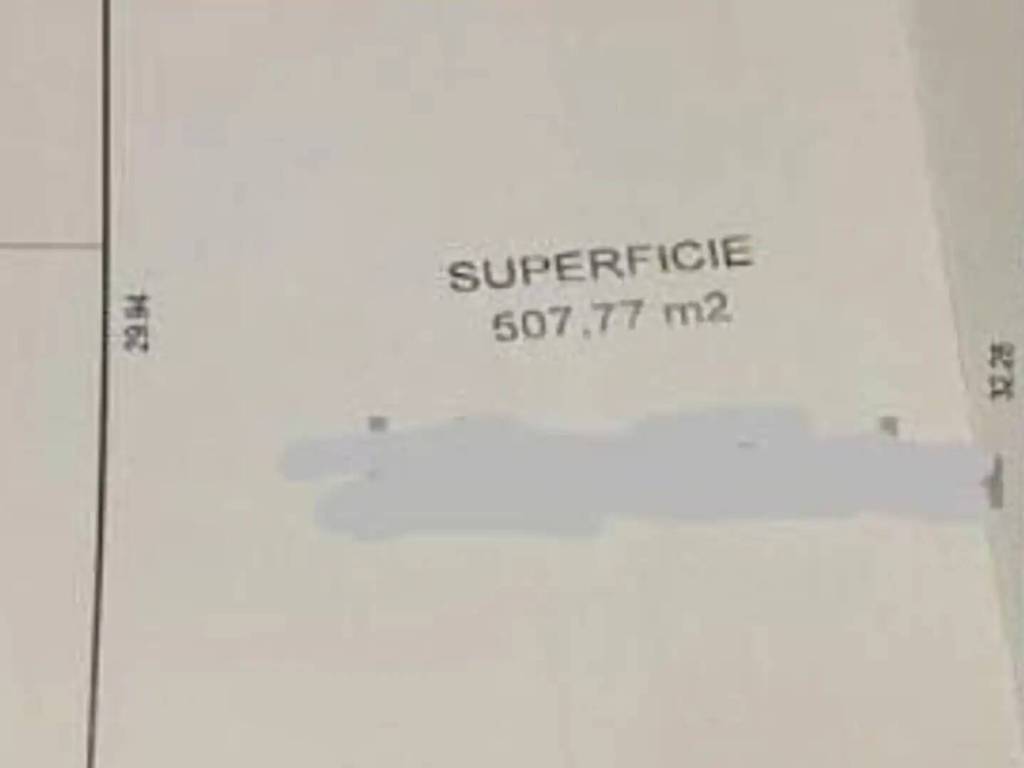 SUPERFICIE
507,77 m2
29.94
32.28